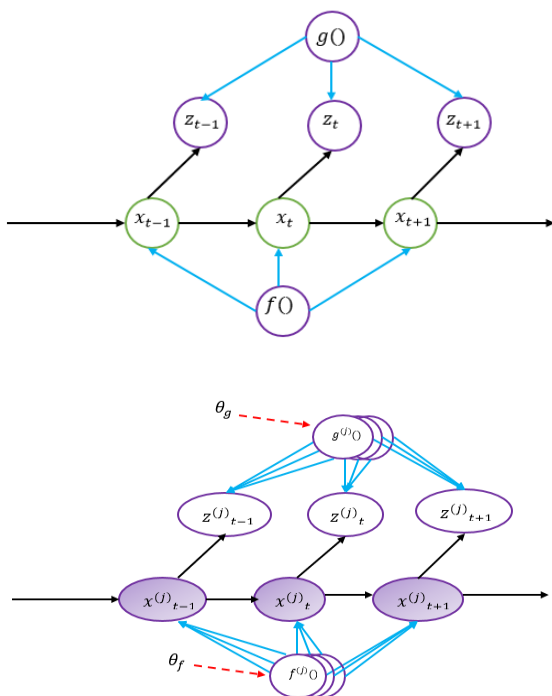 g()
z_{t-1} z_t z_{t+1}
x_{t-1} x_t x_{t+1}
f()
θ_g
g^{(j)}()
z^{(j)}_{t-1} z^{(j)}_t z^{(j)}_{t+1}
x^{(j)}_{t-1} x^{(j)}_t x^{(j)}_{t+1}
θ_f
f^{(j)}()